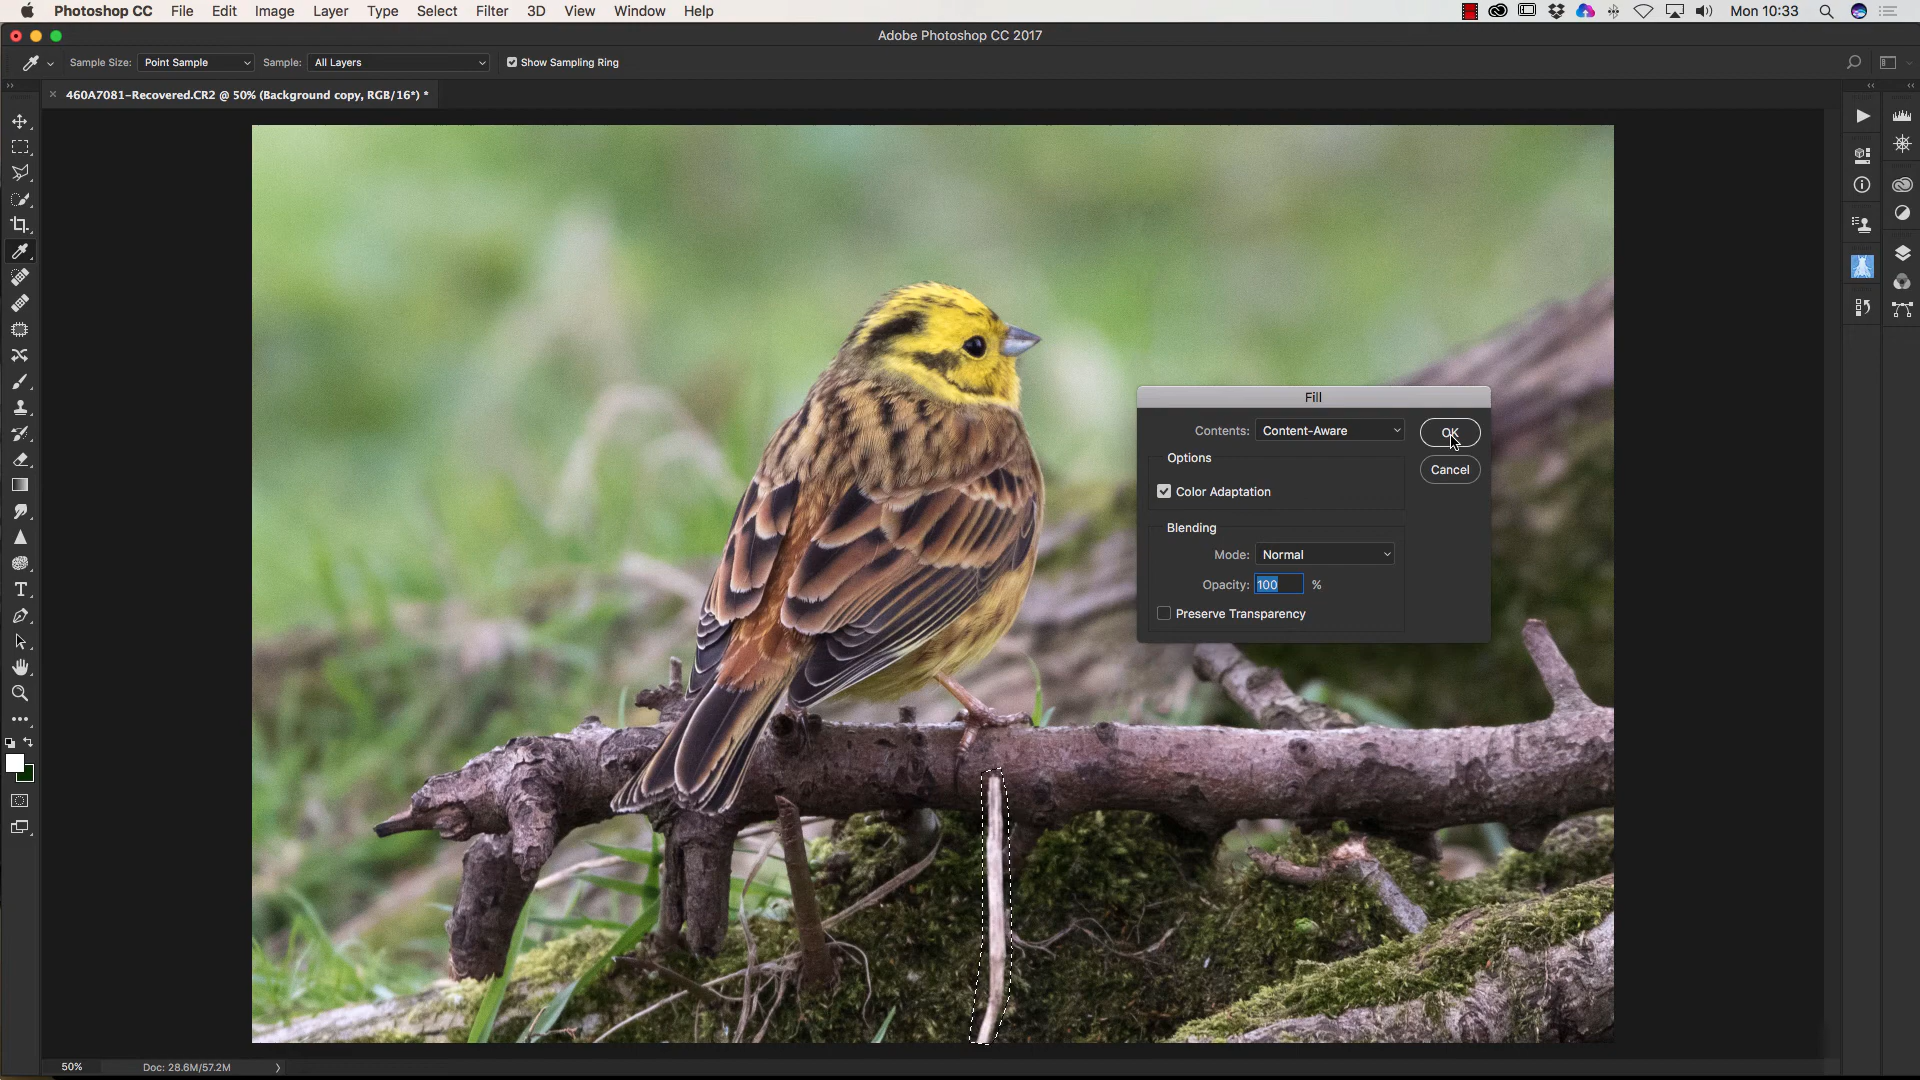 Photoshop CC File Edit Image Layer Type Select Filter 3D View Window Help Mon 10:33
Adobe Photoshop CC 2017
Sample Size: Point Sample Sample: All Layers Show Sampling Ring
460A7081-Recovered.CR2 @ 50% (Background copy, RGB/16*) *
Fill
Contents: Content-Aware OK
Options
Cancel
Color Adaptation
Blending
Mode: Normal
Opacity: 100 %
Preserve Transparency
50% Doc: 28.6M/57.2M